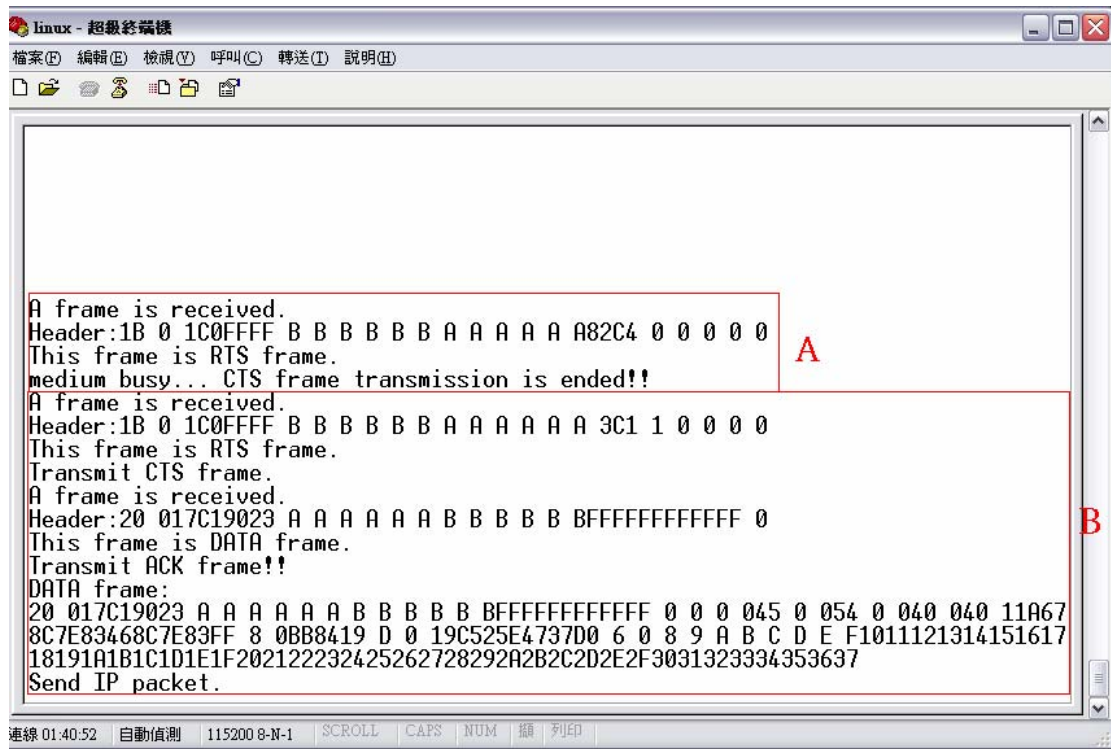 linux - 超級終端機
檔案(F) 編輯(E) 檢視(V) 呼叫(C) 轉送(T) 說明(H)
A frame is received.
Header:1B 0 1C0FFFF B B B B B B A A A A A A82C4 0 0 0 0 0
This frame is RTS frame.
medium busy... CTS frame transmission is ended!!
A
A frame is received.
Header:1B 0 1C0FFFF B B B B B B A A A A A A 3C1 1 0 0 0 0
This frame is RTS frame.
Transmit CTS frame.
A frame is received.
Header:20 017C19023 A A A A A A B B B B B BFFFFFFFFFFFF 0
This frame is DATA frame.
Transmit ACK frame!!
DATA frame:
20 017C19023 A A A A A A B B B B B BFFFFFFFFFFFF 0 0 0 045 0 054 0 040 040 11A67
8C7E83468C7E83FF 8 0BB8419 D 0 19C525E4737D0 6 0 8 9 A B C D E F1011121314151617
18191A1B1C1D1E1F202122232425262728292A2B2C2D2E2F3031323334353637
Send IP packet.
B
連線 01:40:52 自動偵測 115200 8-N-1 SCROLL CAPS NUM 擷 列印